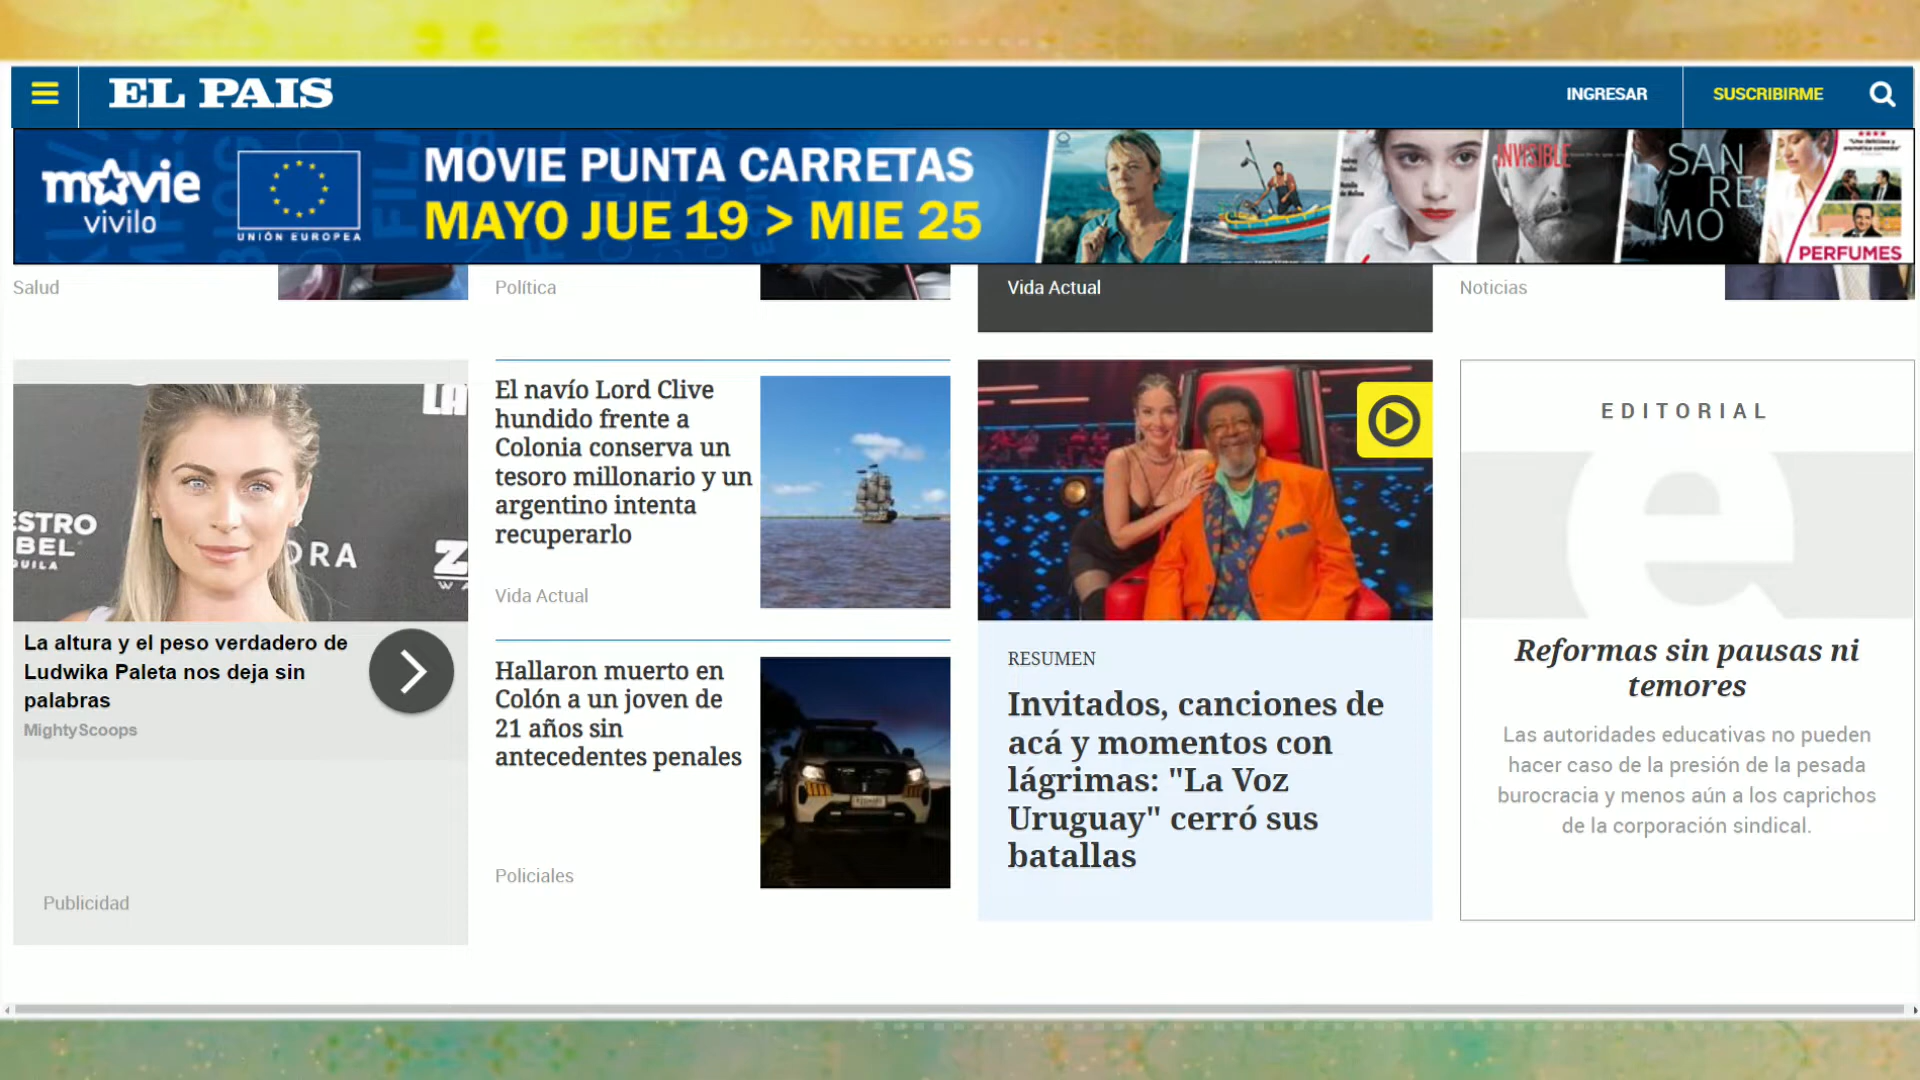 EL PAIS
INGRESAR
SUSCRIBIRME
movie
vivilo
UNIÓN EUROPEA
MOVIE PUNTA CARRETAS
MAYO JUE 19 > MIE 25
INVISIBLE
SAN
RE
MO
PERFUMES
Salud
Política
Vida Actual
Noticias
ESTRO
BEL
QUILA
DRA
La altura y el peso verdadero de
Ludwika Paleta nos deja sin
palabras
MightyScoops
Publicidad
El navío Lord Clive
hundido frente a
Colonia conserva un
tesoro millonario y un
argentino intenta
recuperarlo
Vida Actual
Hallaron muerto en
Colón a un joven de
21 años sin
antecedentes penales
Policiales
RESUMEN
Invitados, canciones de
acá y momentos con
lágrimas: "La Voz
Uruguay" cerró sus
batallas
EDITORIAL
e
Reformas sin pausas ni
temores
Las autoridades educativas no pueden
hacer caso de la presión de la pesada
burocracia y menos aún a los caprichos
de la corporación sindical.